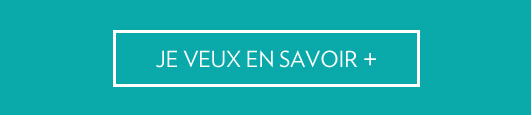 JE VEUX EN SAVOIR +